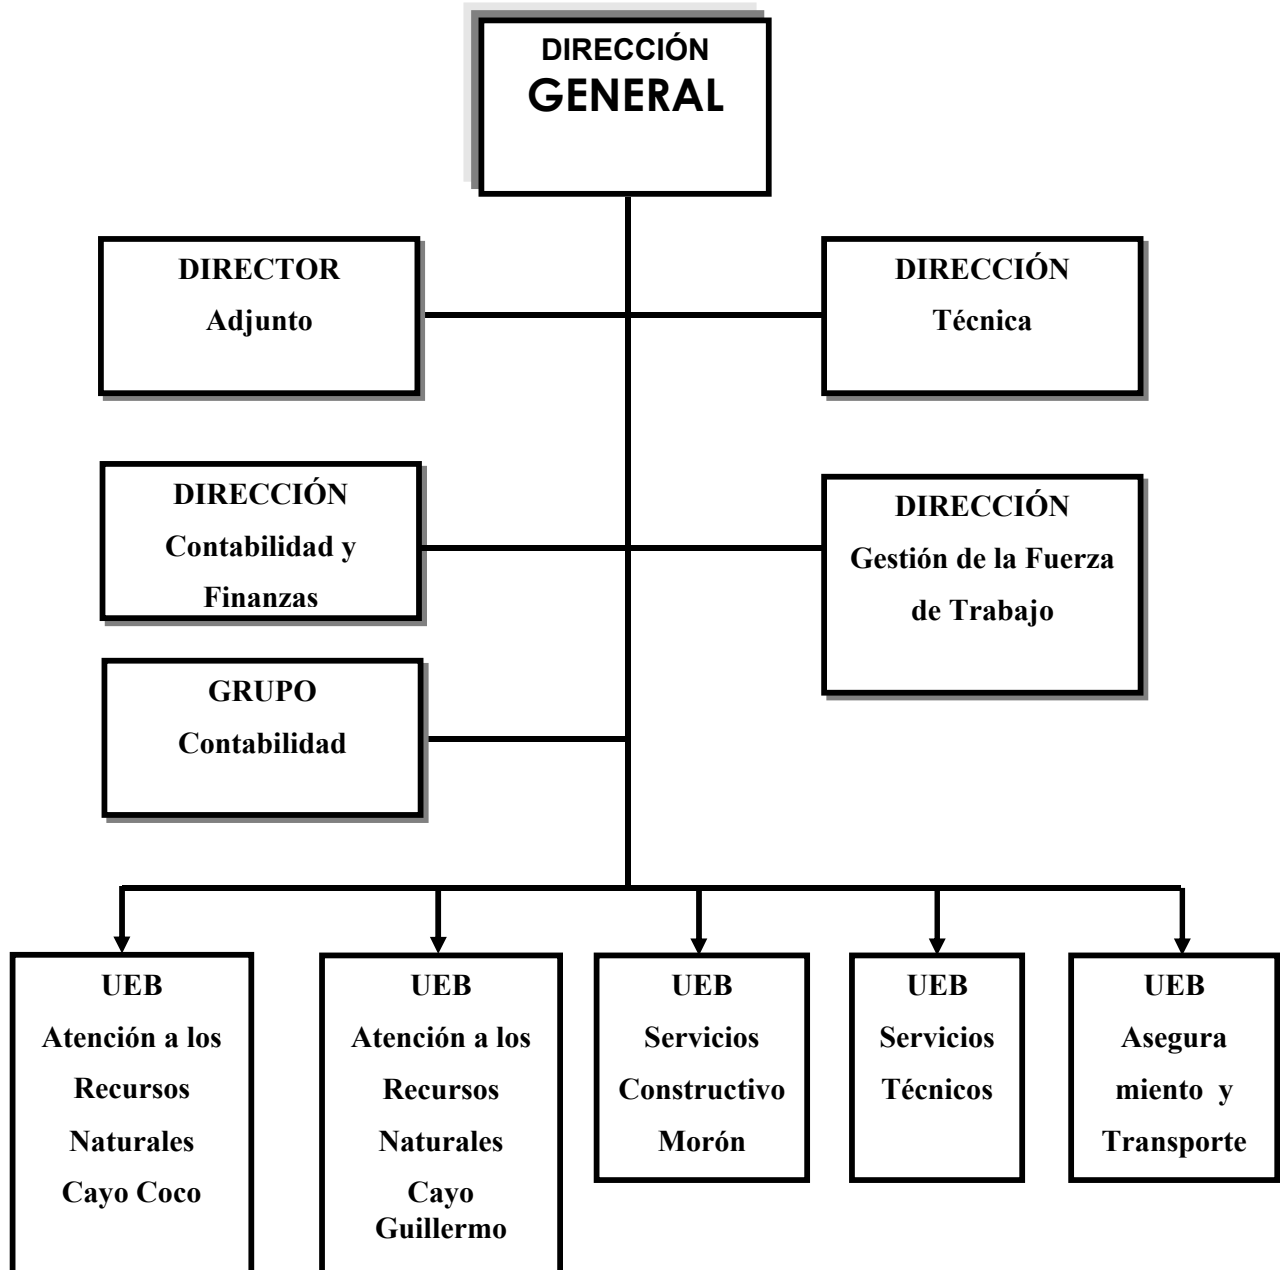 DIRECCIÓN
GENERAL
DIRECTOR
Adjunto
DIRECCIÓN
Técnica
DIRECCIÓN
Contabilidad y
Finanzas
DIRECCIÓN
Gestión de la Fuerza
de Trabajo
GRUPO
Contabilidad
UEB
Atención a los
Recursos
Naturales
Cayo Coco
UEB
Atención a los
Recursos
Naturales
Cayo
Guillermo
UEB
Servicios
Constructivo
Morón
UEB
Servicios
Técnicos
UEB
Asegura
miento y
Transporte